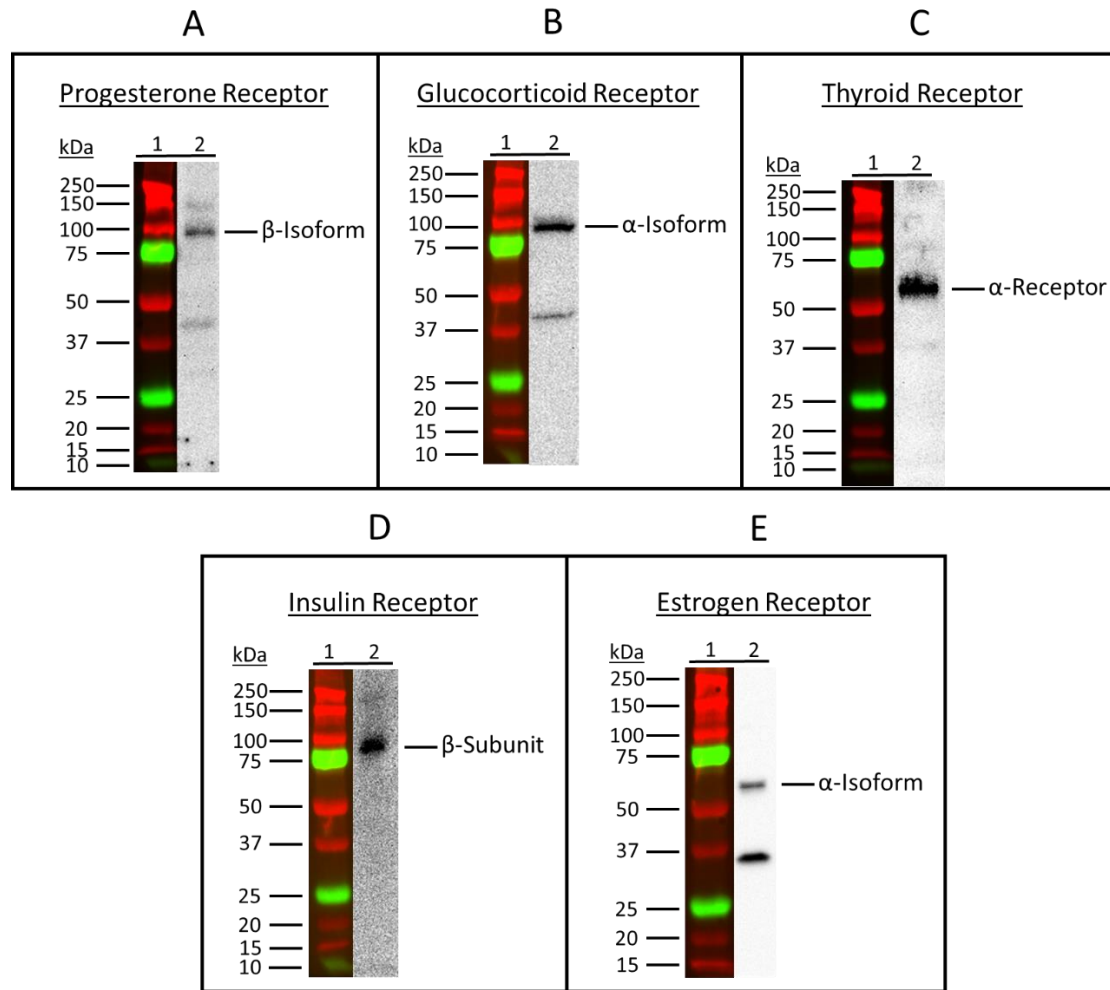 A
Progesterone Receptor
kDa
1 2
250
150
100
75
50
37
25
20
15
10
β-Isoform
B
Glucocorticoid Receptor
kDa
1 2
250
150
100
75
50
37
25
20
15
10
α-Isoform
C
Thyroid Receptor
kDa
1 2
250
150
100
75
50
37
25
20
15
10
α-Receptor
D
Insulin Receptor
kDa
1 2
250
150
100
75
50
37
25
20
15
10
β-Subunit
E
Estrogen Receptor
kDa
1 2
250
150
100
75
50
37
25
20
15
α-Isoform